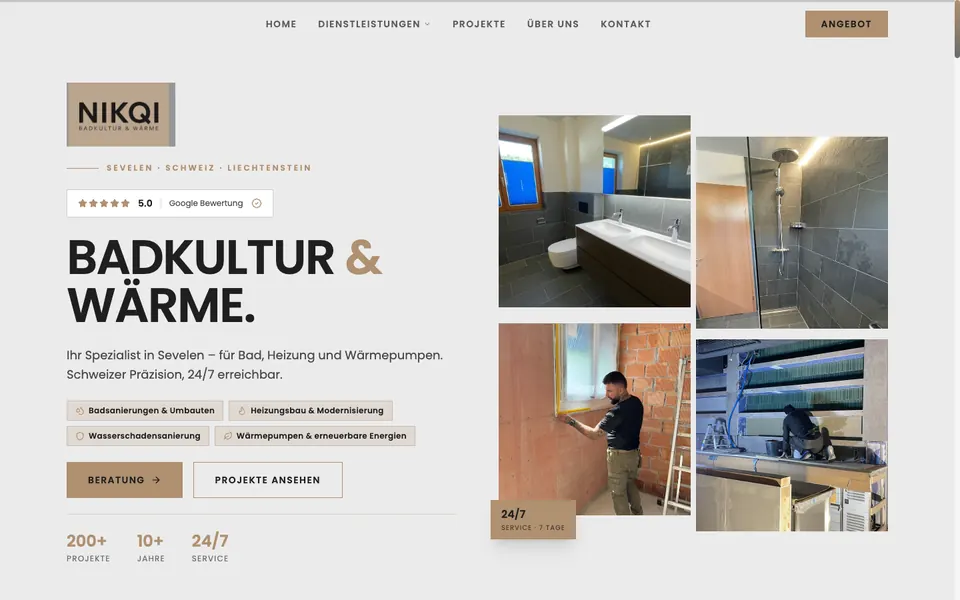 HOME DIENSTLEISTUNGEN PROJEKTE ÜBER UNS KONTAKT ANGEBOT
NIKQI
BADKULTUR & WÄRME
SEVELEN · SCHWEIZ · LIECHTENSTEIN
5.0 Google Bewertung
BADKULTUR &
WÄRME.
Ihr Spezialist in Sevelen – für Bad, Heizung und Wärmepumpen.
Schweizer Präzision, 24/7 erreichbar.
Badsanierungen & Umbauten Heizungsbau & Modernisierung
Wasserschadensanierung Wärmepumpen & erneuerbare Energien
BERATUNG → PROJEKTE ANSEHEN
200+ 10+ 24/7
PROJEKTE JAHRE SERVICE
24/7
SERVICE · 7 TAGE